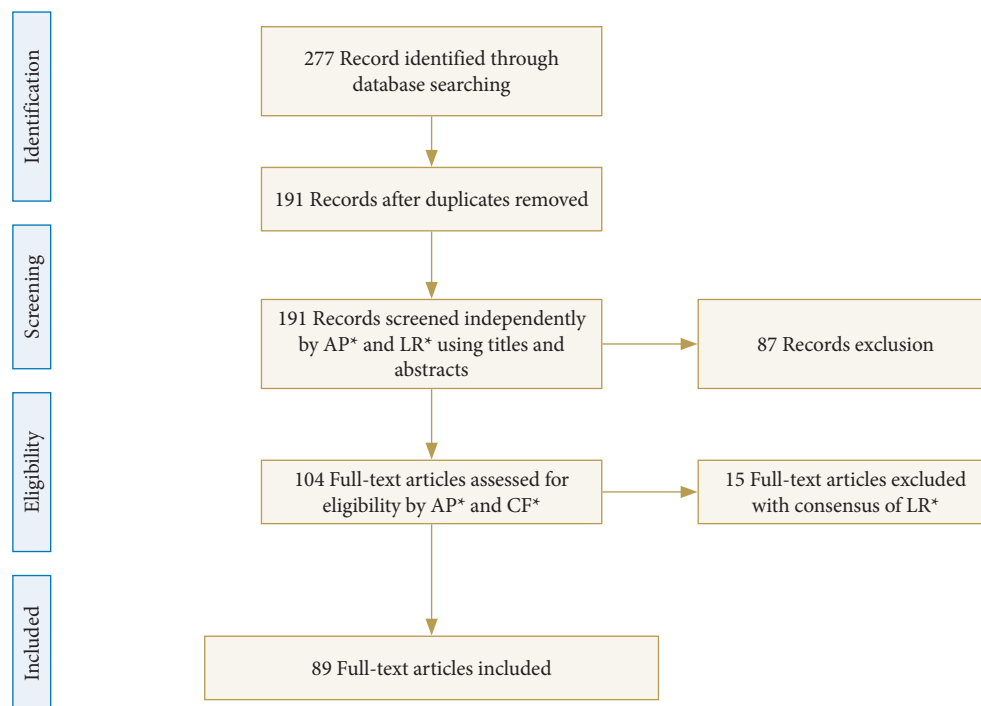 Identification
277 Record identified through
database searching
191 Records after duplicates removed
Screening
191 Records screened independently
by AP* and LR* using titles and
abstracts
87 Records exclusion
Eligibility
104 Full-text articles assessed for
eligibility by AP* and CF*
15 Full-text articles excluded
with consensus of LR*
Included
89 Full-text articles included